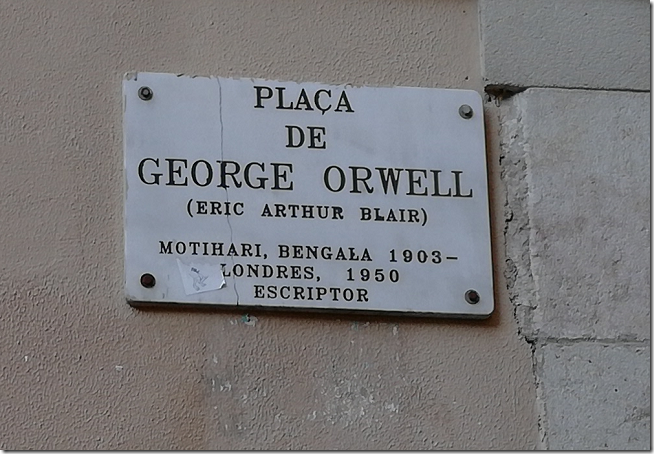 PLAÇA
DE
GEORGE ORWELL
(ERIC ARTHUR BLAIR)
MOTIHARI, BENGALA 1903-
LONDRES, 1950
ESCRIPTOR